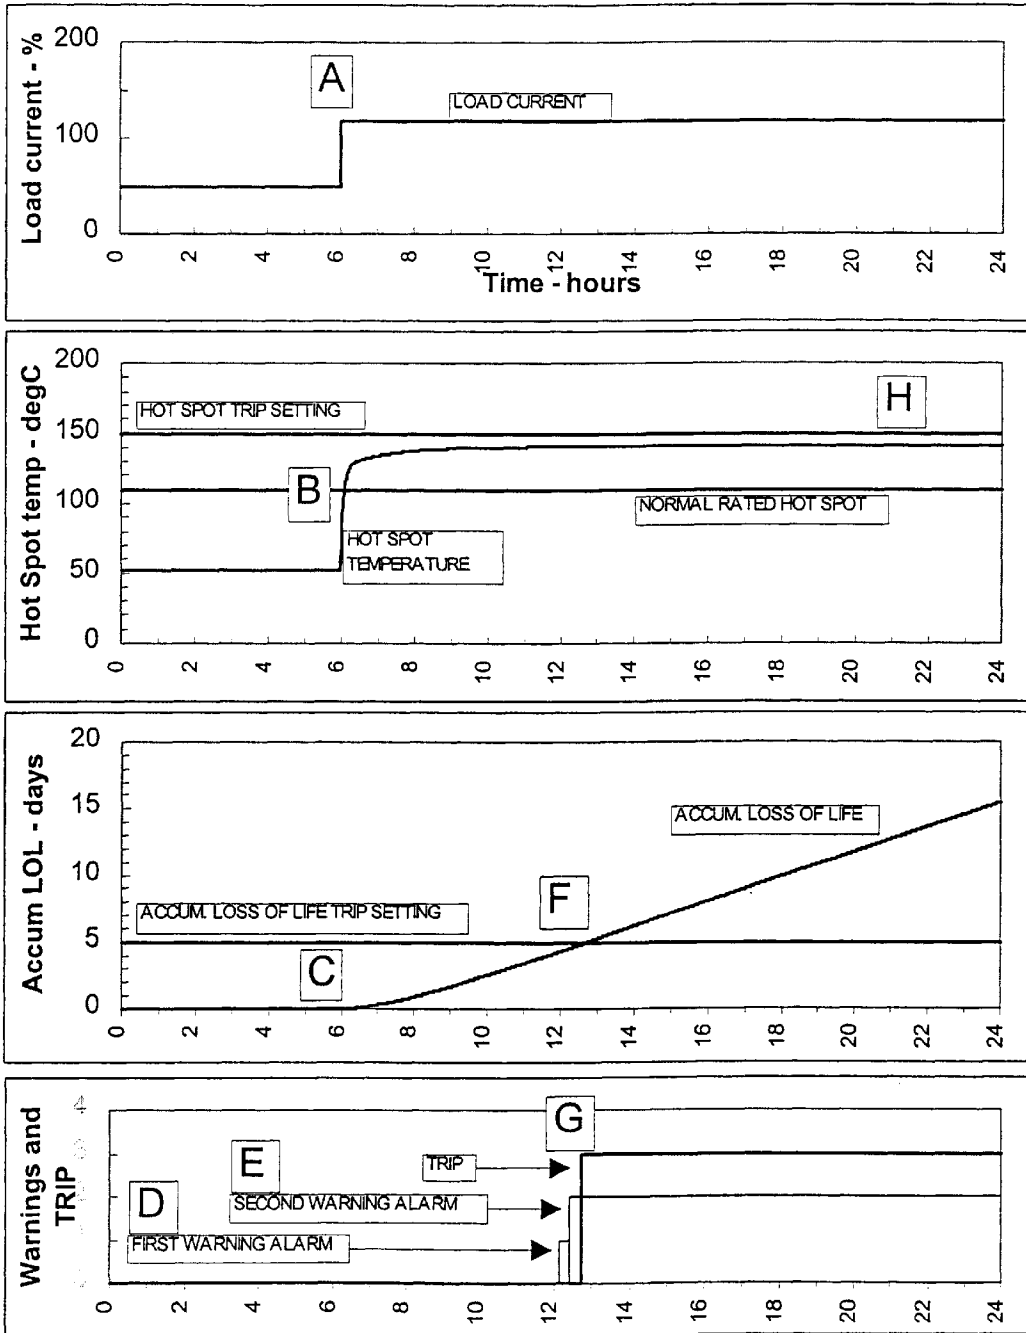 Load current - %
200
100
0
A
LOAD CURRENT
0 2 4 6 8 10 12 14 16 18 20 22 24
Time - hours
Hot Spot temp - degC
200
150
100
50
0
HOT SPOT TRIP SETTING
H
B
NORMAL RATED HOT SPOT
HOT SPOT
TEMPERATURE
0 2 4 6 8 10 12 14 16 18 20 22 24
Accum LOL - days
20
15
10
5
0
ACCUM. LOSS OF LIFE
F
ACCUM. LOSS OF LIFE TRIP SETTING
C
0 2 4 6 8 10 12 14 16 18 20 22 24
Warnings and
TRIP
4
G
E
TRIP
D
SECOND WARNING ALARM
FIRST WARNING ALARM
0 2 4 6 8 10 12 14 16 18 20 22 24